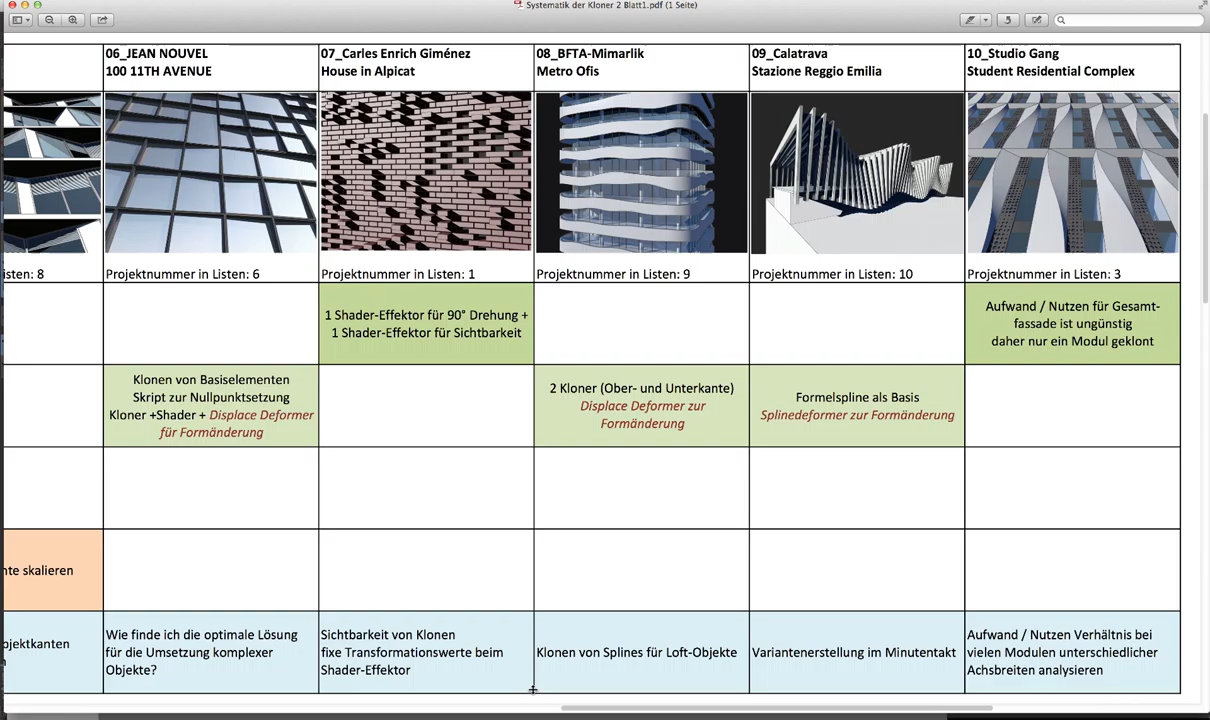 Systematik der Kloner 2 Blatt1.pdf (1 Seite)
06_JEAN NOUVEL
100 11TH AVENUE
07_Carles Enrich Giménez
House in Alpicat
08_BFTA-Mimarlik
Metro Ofis
09_Calatrava
Stazione Reggio Emilia
10_Studio Gang
Student Residential Complex
isten: 8
Projektnummer in Listen: 6
Projektnummer in Listen: 1
Projektnummer in Listen: 9
Projektnummer in Listen: 10
Projektnummer in Listen: 3
1 Shader-Effektor für 90° Drehung +
1 Shader-Effektor für Sichtbarkeit
Aufwand / Nutzen für Gesamt-
fassade ist ungünstig
daher nur ein Modul geklont
Klonen von Basiselementen
Skript zur Nullpunktsetzung
Kloner +Shader + Displace Deformer
für Formänderung
2 Kloner (Ober- und Unterkante)
Displace Deformer zur
Formänderung
Formelspline als Basis
Splinedeformer zur Formänderung
nte skalieren
ojektkanten
Wie finde ich die optimale Lösung
für die Umsetzung komplexer
Objekte?
Sichtbarkeit von Klonen
fixe Transformationswerte beim
Shader-Effektor
Klonen von Splines für Loft-Objekte
Variantenerstellung im Minutentakt
Aufwand / Nutzen Verhältnis bei
vielen Modulen unterschiedlicher
Achsbreiten analysieren